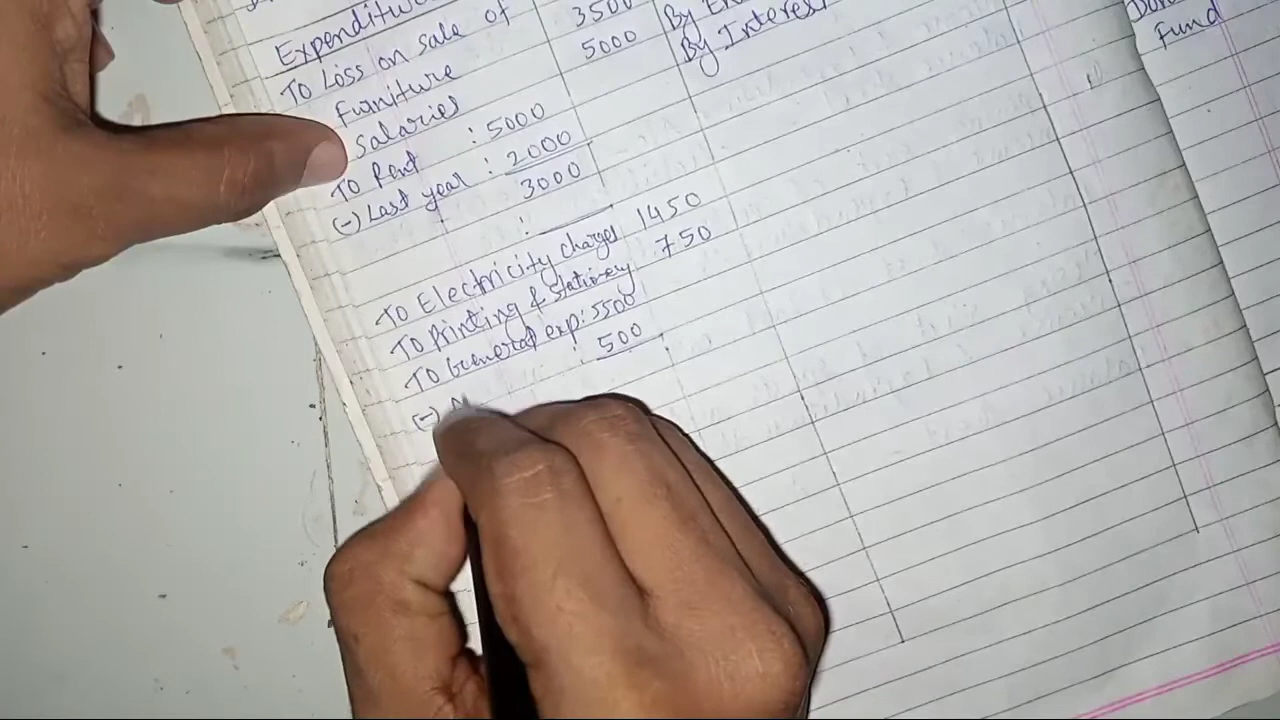 Expenditure
To Loss on sale of
Furniture 3500
Salaries 5000
To Rent : 5000
(-) Last year : 2000
3000
:
To Electricity charges 1450
To Printing & Stationery 750
To General exp: 5500
(-) : 500
By Interest
Fund